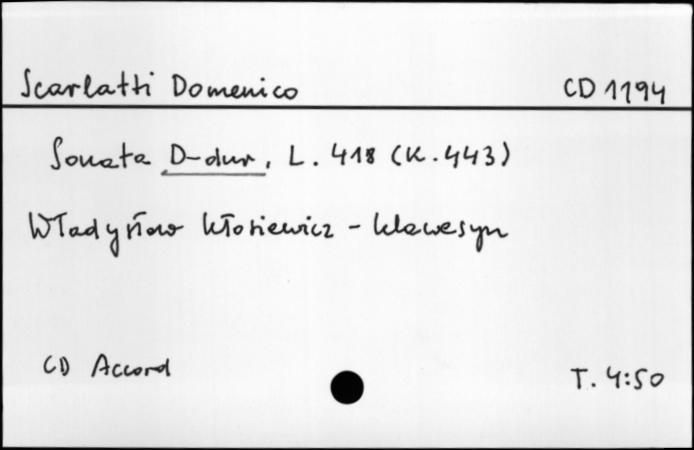 Scarlatti Domenico CD 1194
Sonata D-dur, L. 418 (K. 443)
Władysław Kłosiewicz - klawesyn
CD Accord T. 4:50